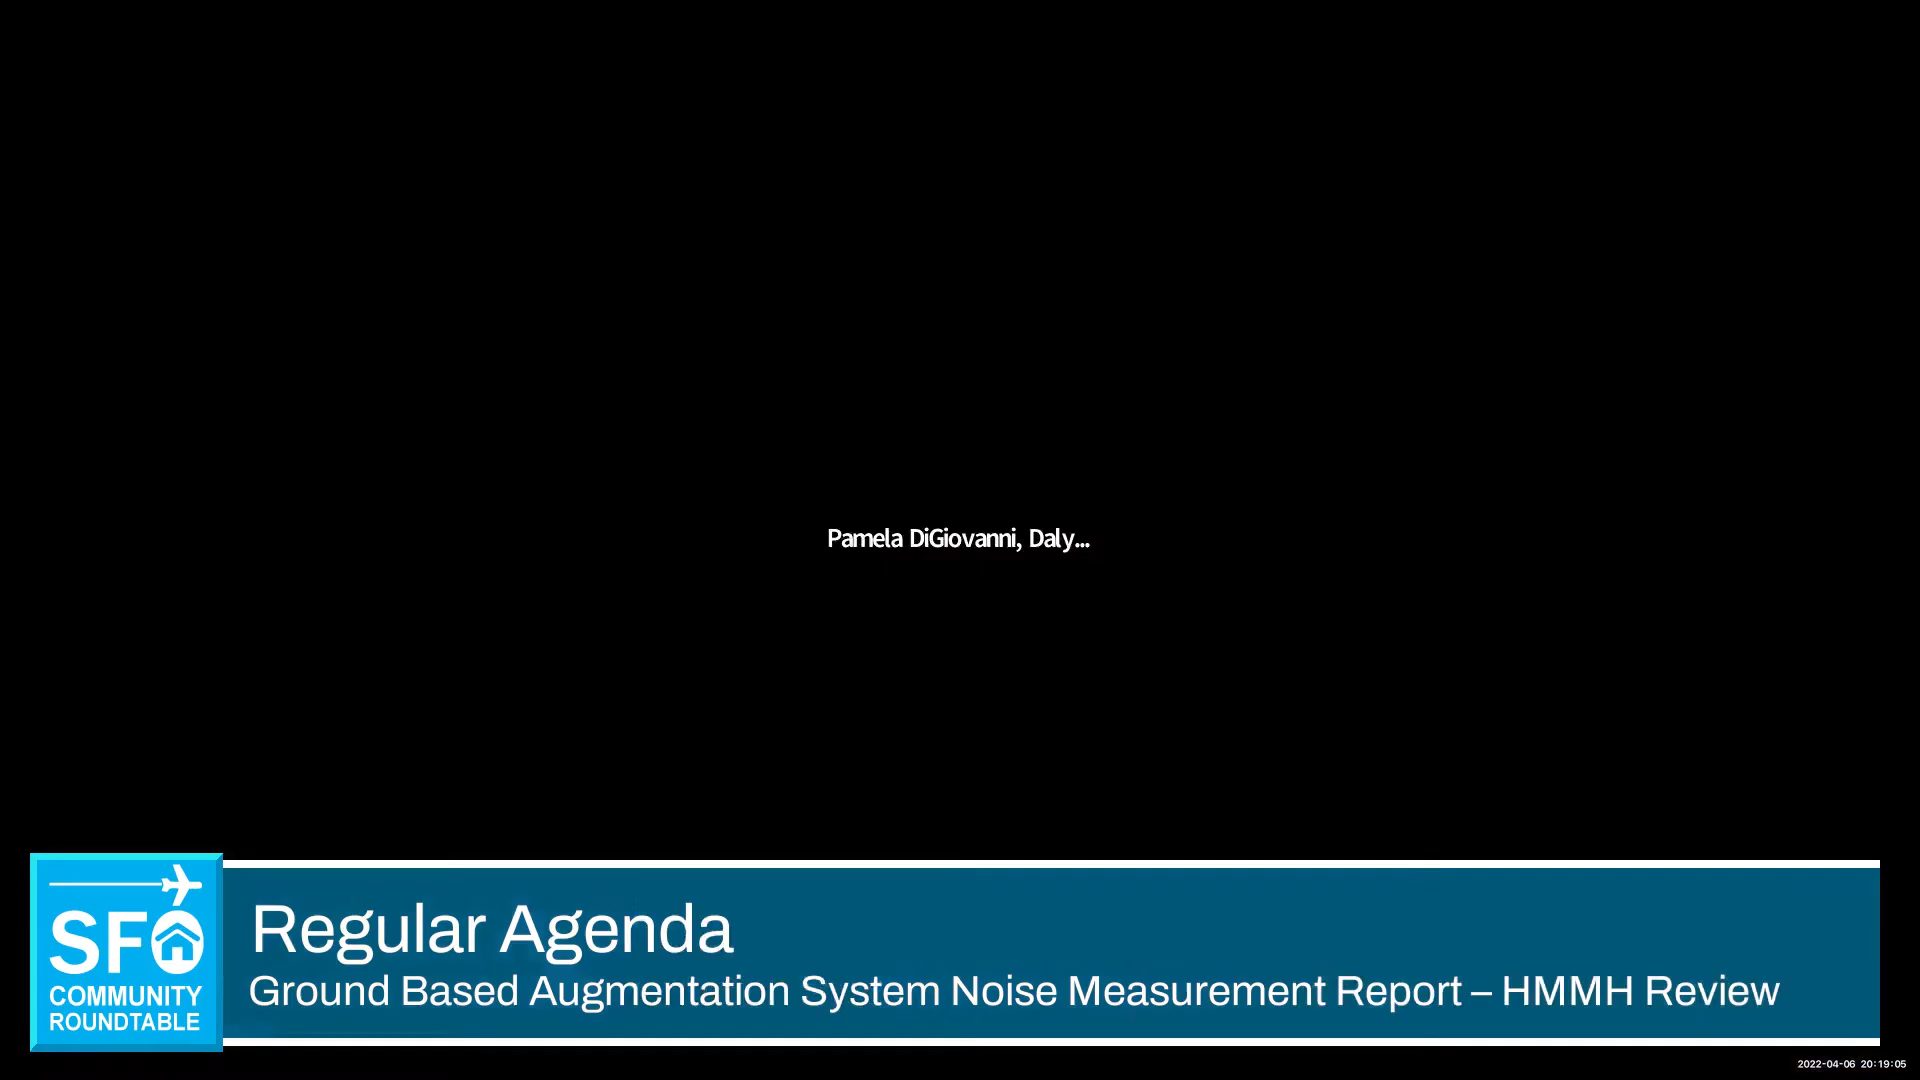 Pamela DiGiovanni, Daly...
SFO
COMMUNITY
ROUNDTABLE
Regular Agenda
Ground Based Augmentation System Noise Measurement Report – HMMH Review
2022-04-06 20:19:05